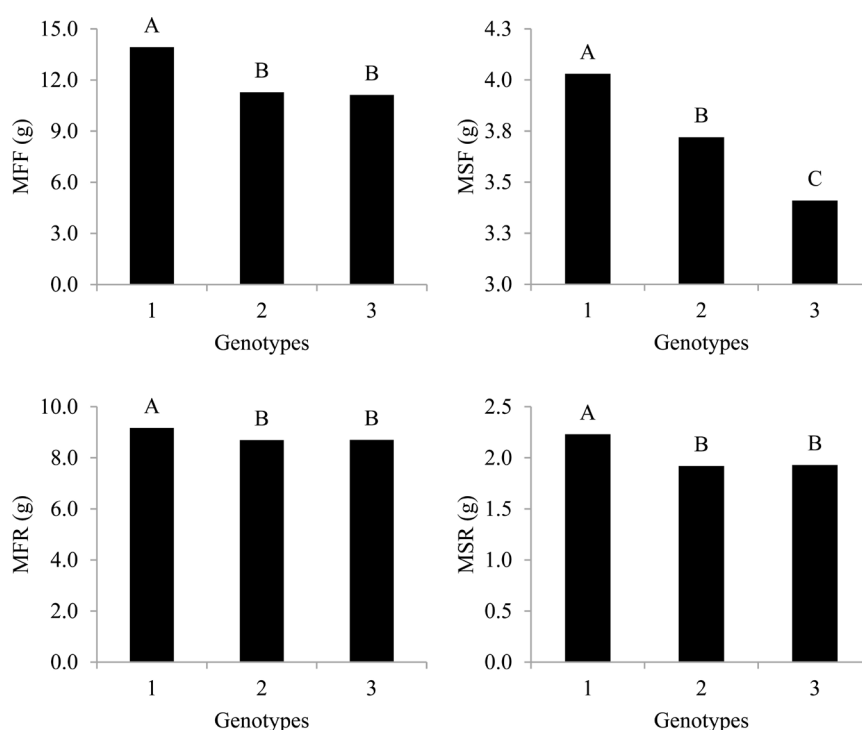 15.0
12.0
9.0
6.0
3.0
0.0
MFF (g)
A
B
B
1
2
3
Genotypes
4.3
4.0
3.8
3.5
3.3
3.0
MSF (g)
A
B
C
1
2
3
Genotypes
10.0
8.0
6.0
4.0
2.0
0.0
MFR (g)
A
B
B
1
2
3
Genotypes
2.5
2.0
1.5
1.0
0.5
0.0
MSR (g)
A
B
B
1
2
3
Genotypes